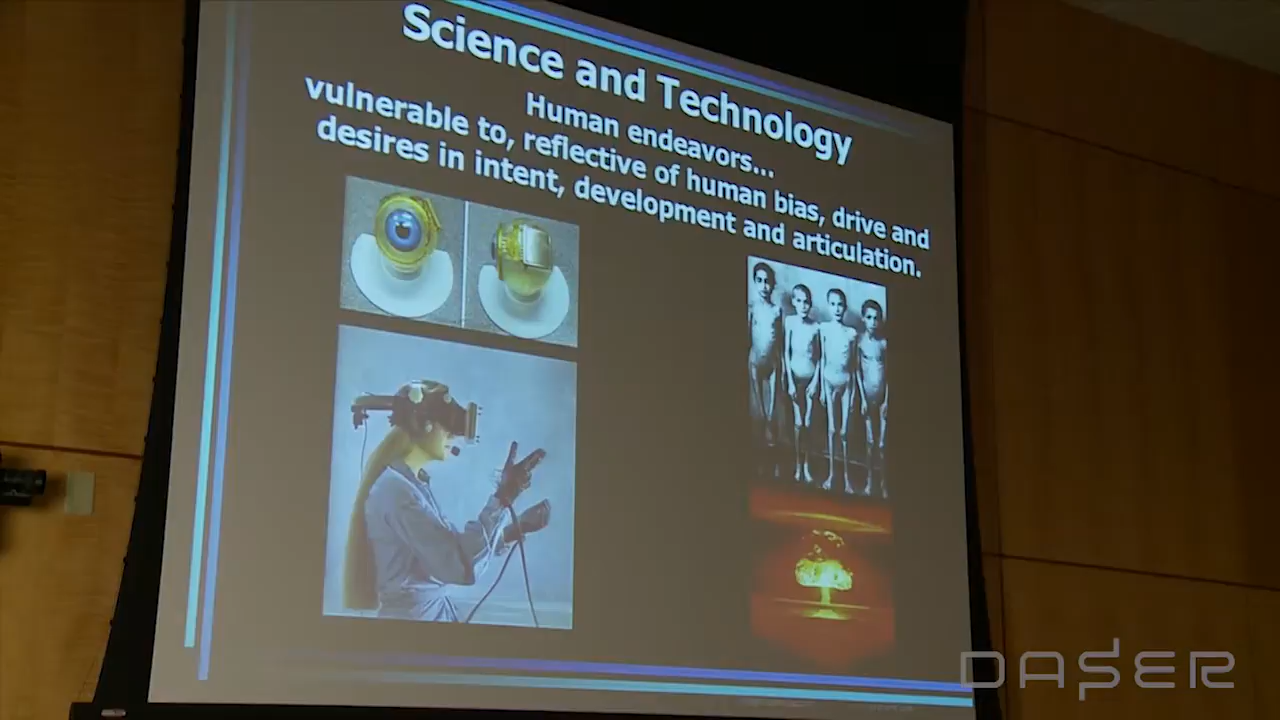 Science and Technology
Human endeavors...
vulnerable to, reflective of human bias, drive and
desires in intent, development and articulation.
DASER